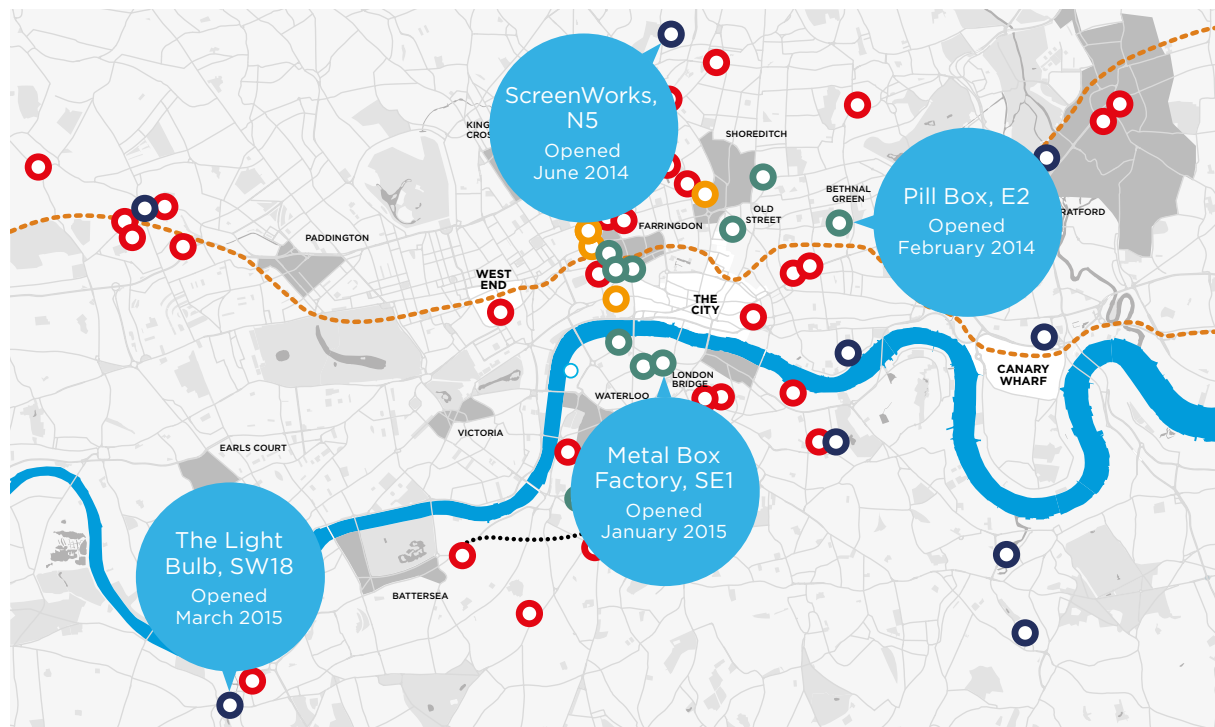 ScreenWorks,
N5
Opened
June 2014
KING
CROS
SHOREDITCH
BETHNAL
GREEN
Pill Box, E2
Opened
February 2014
RATFORD
OLD
STREET
FARRINGDON
PADDINGTON
WEST
END
THE
CITY
CANARY
WHARF
LONDON
BRIDGE
WATERLOO
VICTORIA
EARLS COURT
Metal Box
Factory, SE1
Opened
January 2015
The Light
Bulb, SW18
Opened
March 2015
BATTERSEA